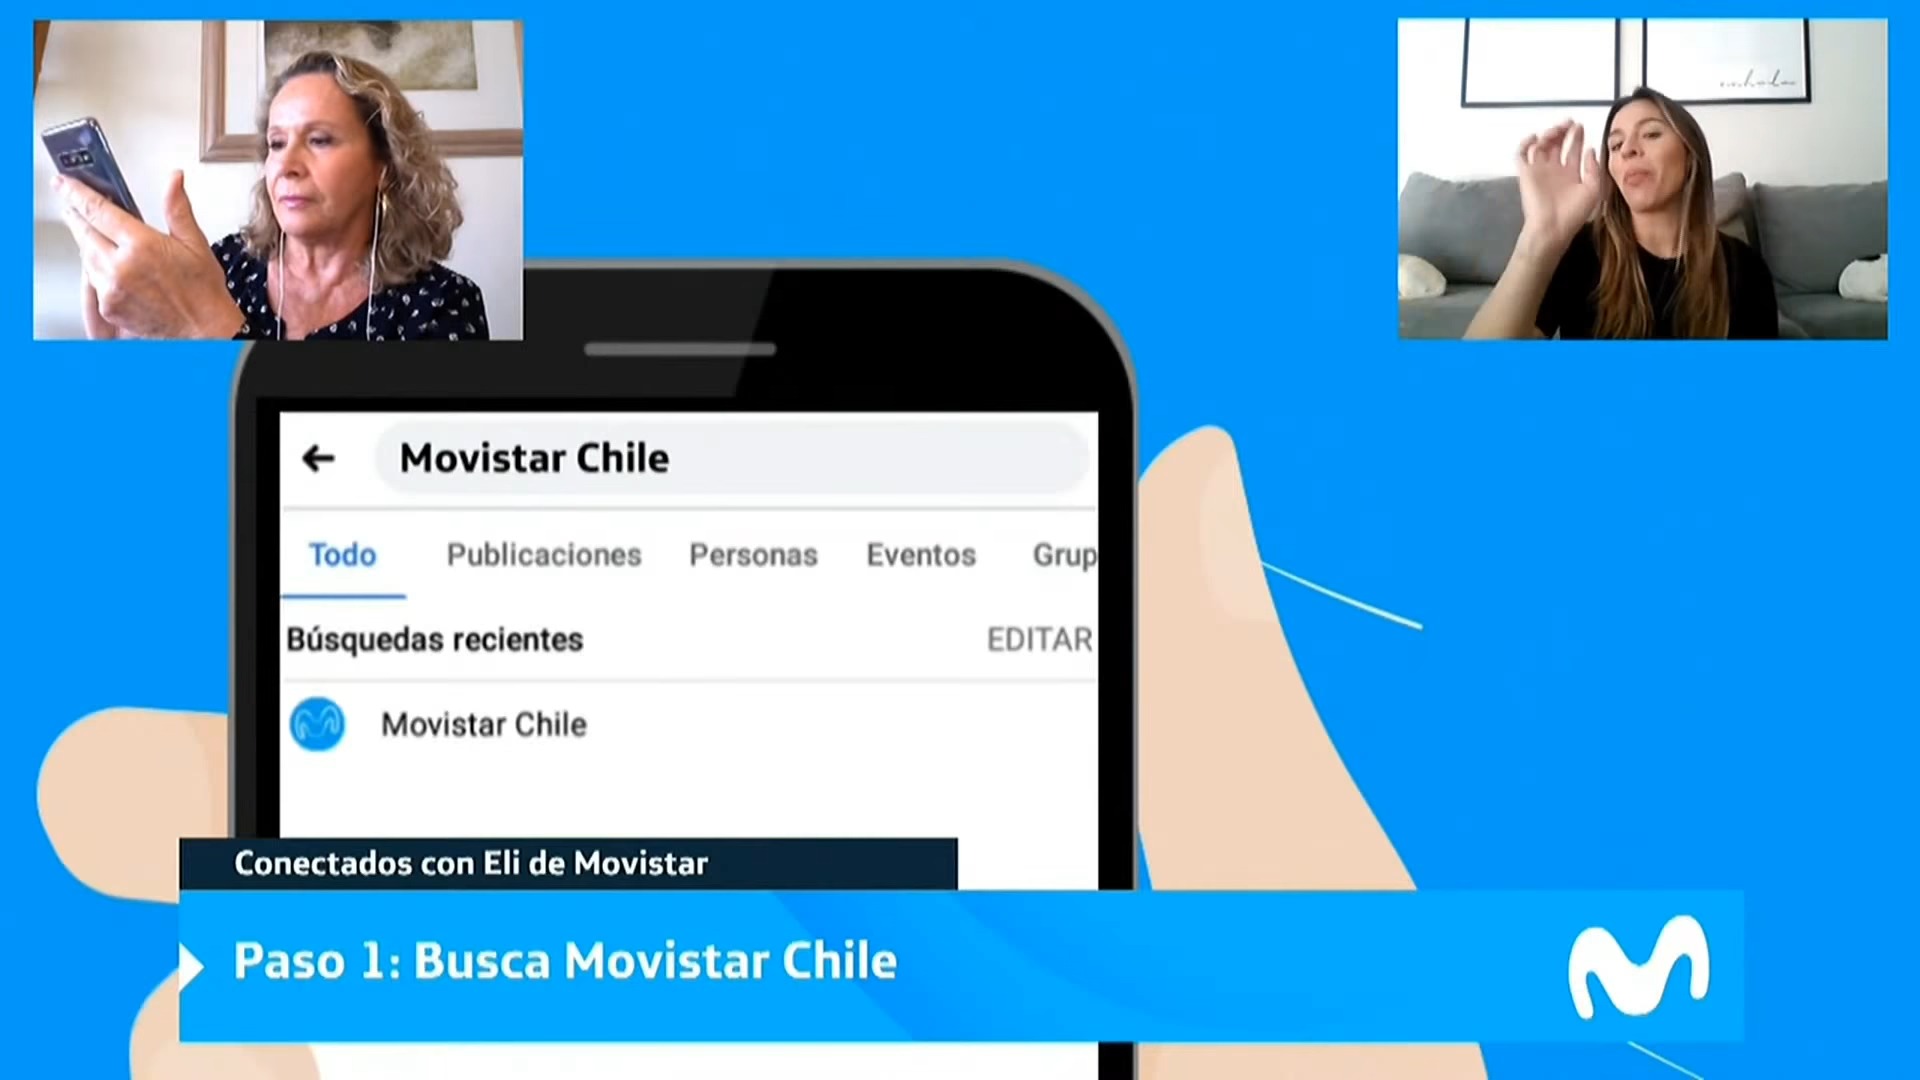 Movistar Chile
Todo Publicaciones Personas Eventos Grup
Búsquedas recientes EDITAR
Movistar Chile
Conectados con Eli de Movistar
Paso 1: Busca Movistar Chile